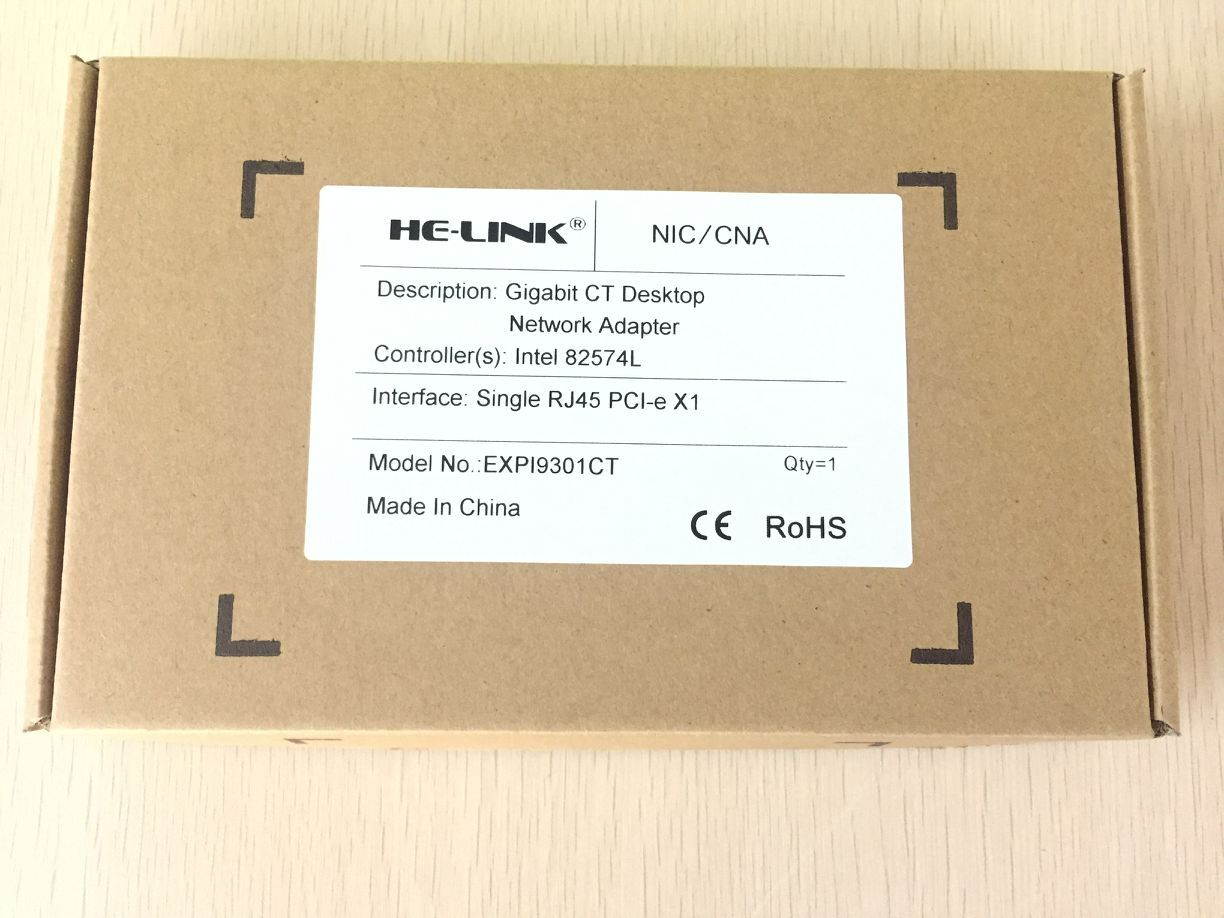 HE-LINK® NIC/CNA
Description: Gigabit CT Desktop
Network Adapter
Controller(s): Intel 82574L
Interface: Single RJ45 PCI-e X1
Model No.:EXPI9301CT Qty=1
Made In China
CE RoHS